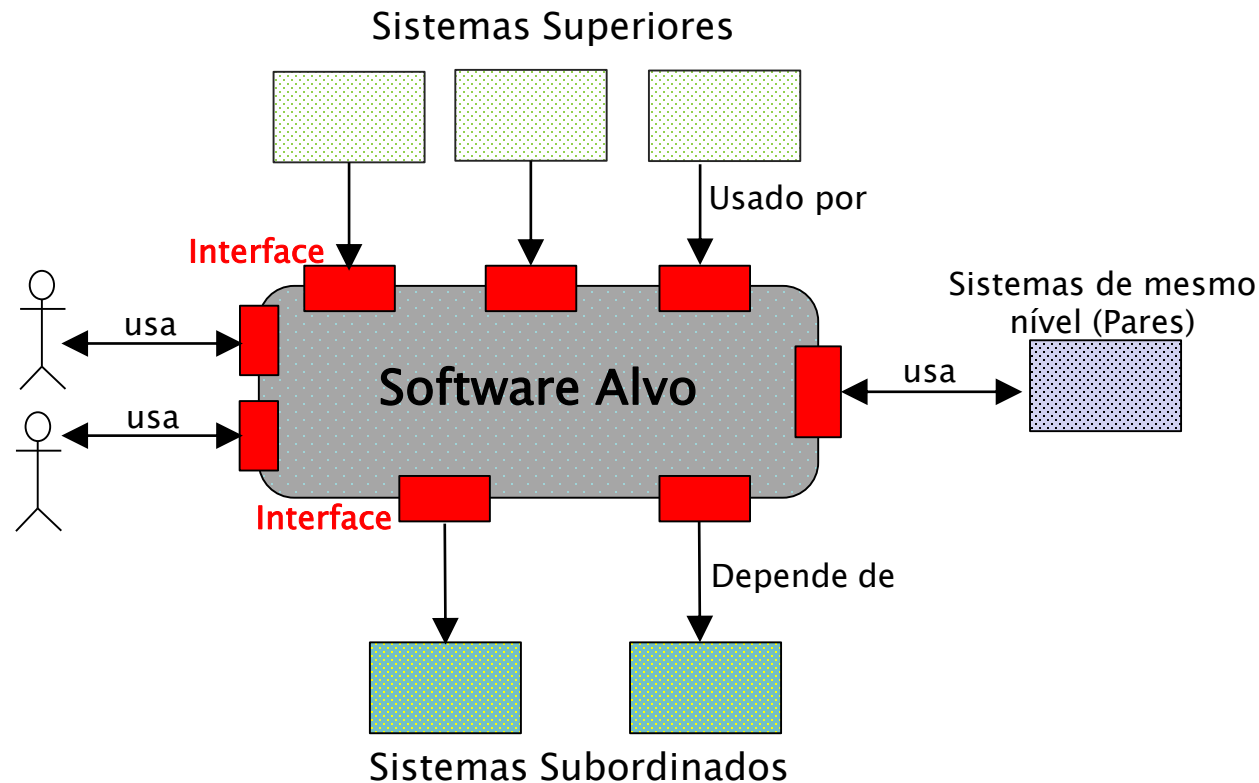 Sistemas Superiores
Usado por
Interface
Sistemas de mesmo
nível (Pares)
usa
Software Alvo
usa
usa
Interface
Depende de
Sistemas Subordinados